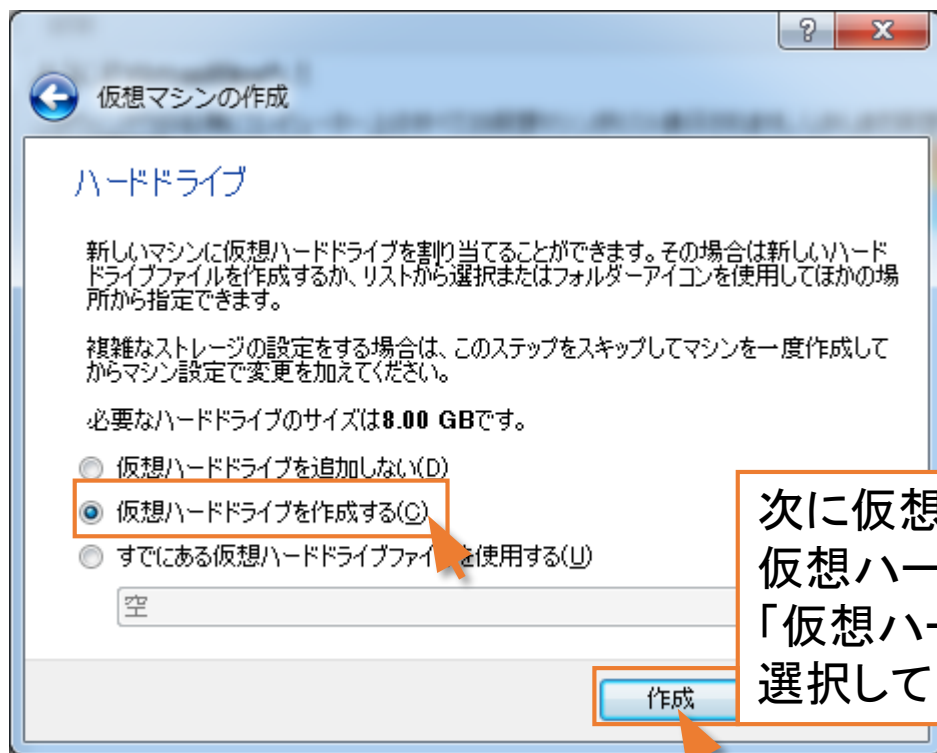 仮想マシンの作成
ハードドライブ
新しいマシンに仮想ハードドライブを割り当てることができます。その場合は新しいハード
ドライブファイルを作成するか、リストから選択またはフォルダーアイコンを使用してほかの場
所から指定できます。
複雑なストレージの設定をする場合は、このステップをスキップしてマシンを一度作成して
からマシン設定で変更を加えてください。
必要なハードドライブのサイズは8.00 GBです。
仮想ハードドライブを追加しない(D)
仮想ハードドライブを作成する(C)
すでにある仮想ハードドライブファイルを使用する(U)
空
作成
次に仮想
仮想ハー
「仮想ハー
選択して